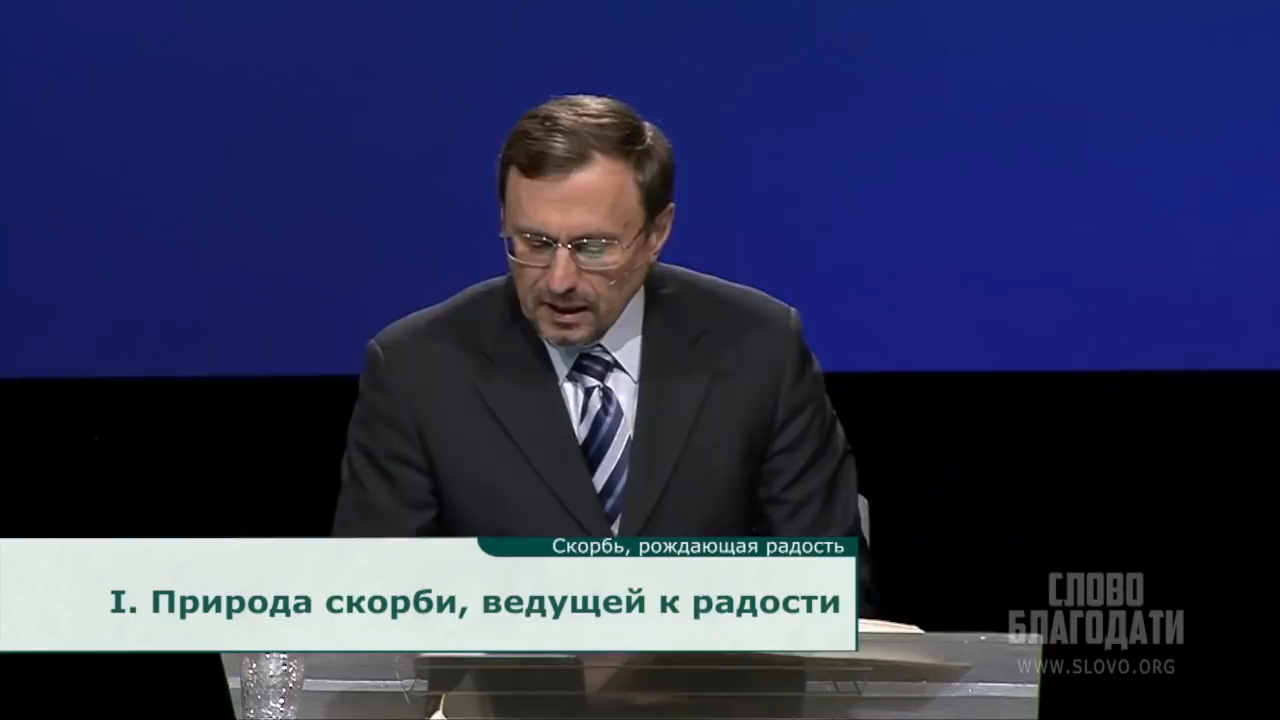 Скорбь, рождающая радость
I. Природа скорби, ведущей к радости
СЛОВО
БЛАГОДАТИ
WWW.SLOVO.ORG